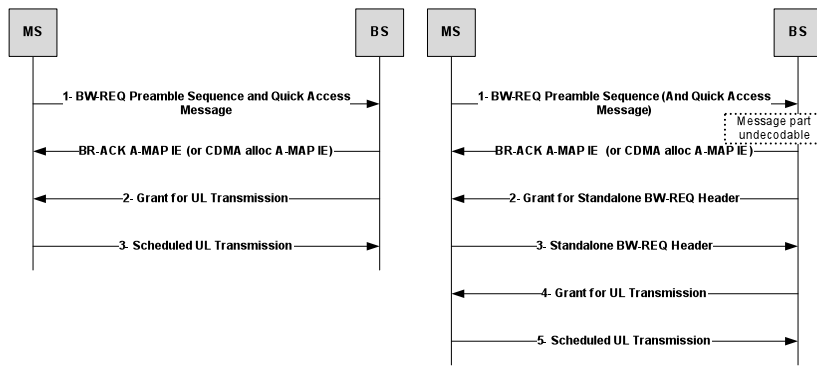 MS
BS
1- BW-REQ Preamble Sequence and Quick Access
Message
BR-ACK A-MAP IE (or CDMA alloc A-MAP IE)
2- Grant for UL Transmission
3- Scheduled UL Transmission
MS
BS
1- BW-REQ Preamble Sequence (And Quick Access
Message)
Message part
undecodable
BR-ACK A-MAP IE (or CDMA alloc A-MAP IE)
2- Grant for Standalone BW-REQ Header
3- Standalone BW-REQ Header
4- Grant for UL Transmission
5- Scheduled UL Transmission